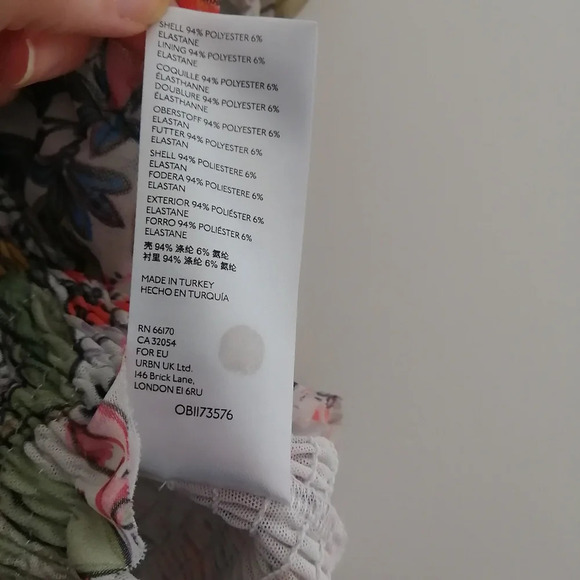 SHELL 94% POLYESTER 6%
ELASTANE
LINING 94% POLYESTER 6%
ELASTANE
COQUILLE 94% POLYESTER 6%
ÉLASTHANNE
DOUBLURE 94% POLYESTER 6%
ÉLASTHANNE
OBERSTOFF 94% POLYESTER 6%
ELASTAN
FUTTER 94% POLYESTER 6%
ELASTAN
SHELL 94% POLIESTERE 6%
ELASTAN
FODERA 94% POLIESTERE 6%
ELASTAN
EXTERIOR 94% POLIÉSTER 6%
ELASTANE
FORRO 94% POLIÉSTER 6%
ELASTANE
壳 94% 涤纶 6% 氨纶
衬里 94% 涤纶 6% 氨纶
MADE IN TURKEY
HECHO EN TURQUÍA
RN 66170
CA 32054
FOR EU
URBN UK Ltd.
146 Brick Lane,
LONDON E1 6RU
OB1173576